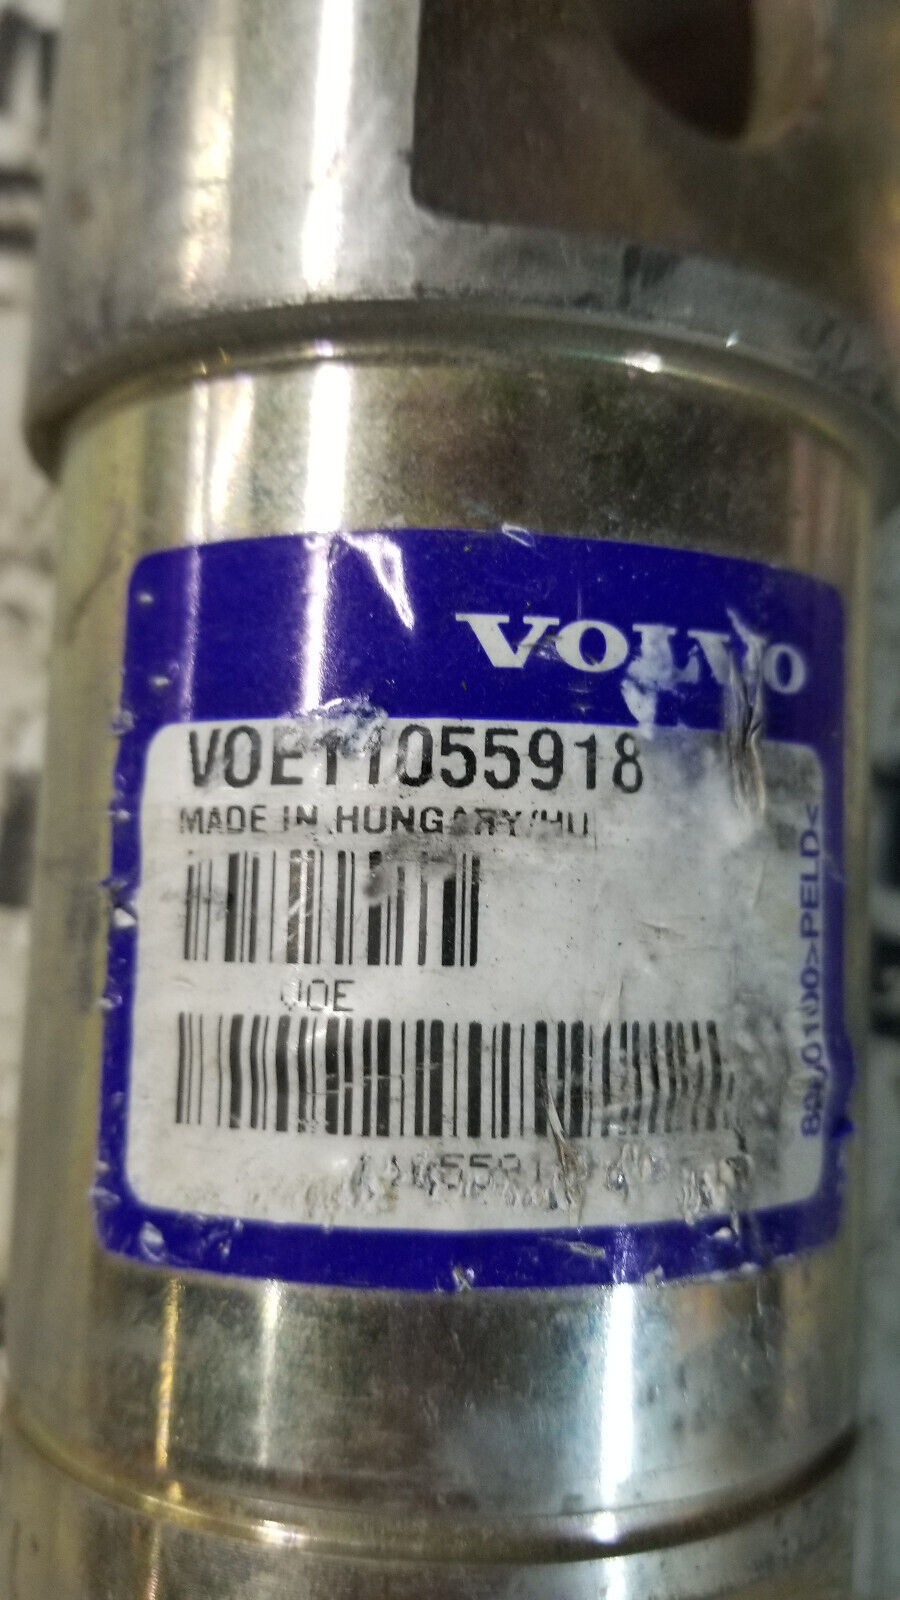 VOLVO
VOE11055918
MADE IN HUNGARY/HU
VOE